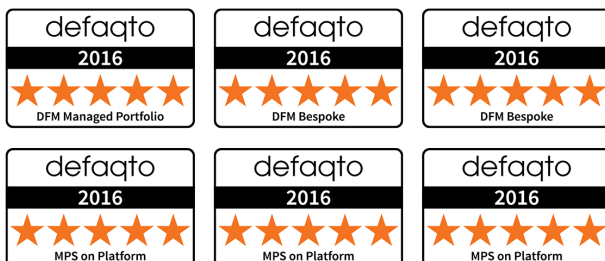 defaqto
2016
DFM Managed Portfolio
defaqto
2016
DFM Bespoke
defaqto
2016
DFM Bespoke
defaqto
2016
MPS on Platform
defaqto
2016
MPS on Platform
defaqto
2016
MPS on Platform